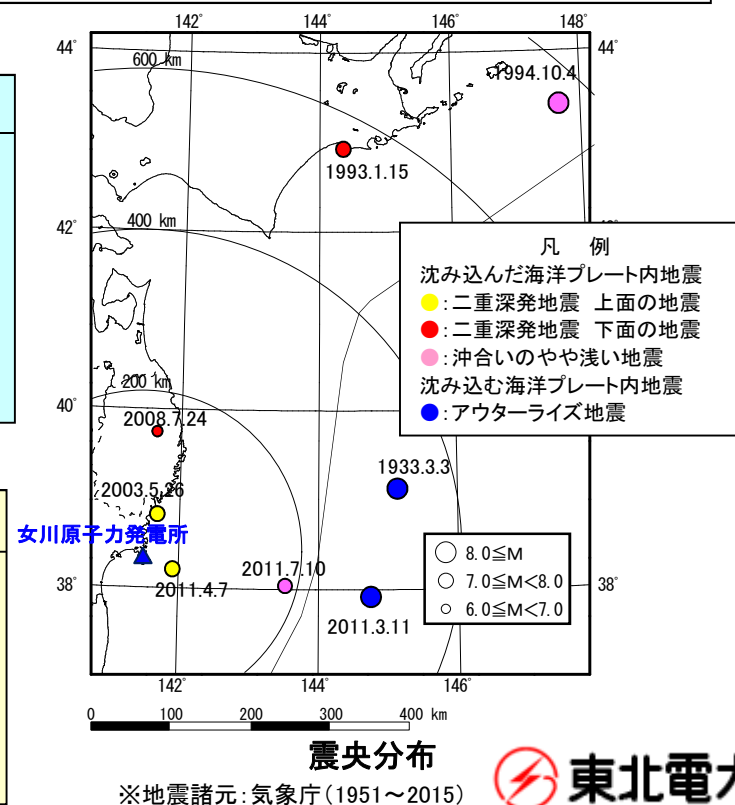 142° 144° 146° 148°
44° 44°
600 km
1994.10.4
1993.1.15
42°
400 km
凡 例
沈み込んだ海洋プレート内地震
:二重深発地震 上面の地震
:二重深発地震 下面の地震
:沖合いのやや浅い地震
沈み込む海洋プレート内地震
:アウターライズ地震
40°
200 km
2008.7.24
1933.3.3
2003.5.26
女川原子力発電所
8.0≦M
7.0≦M<8.0
6.0≦M<7.0
2011.4.7
2011.7.10
2011.3.11
38° 38°
142° 144° 146°
0 100 200 300 400 km
震央分布
※地震諸元:気象庁(1951～2015)
東北電